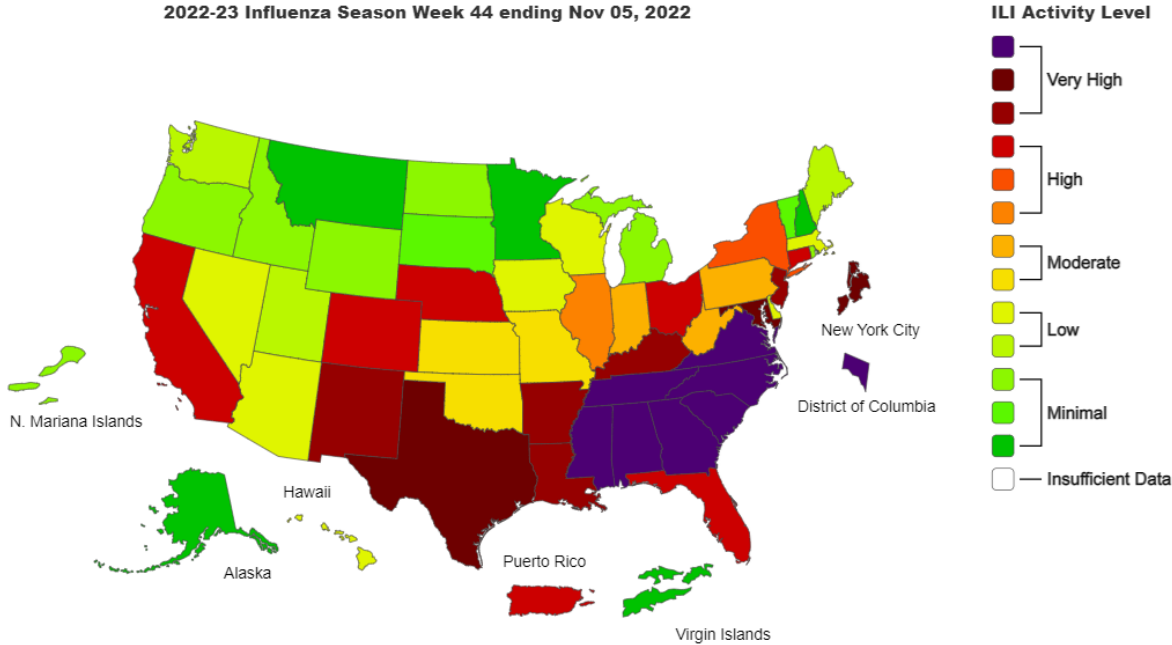 2022-23 Influenza Season Week 44 ending Nov 05, 2022
ILI Activity Level
Very High
High
Moderate
Low
Minimal
Insufficient Data
New York City
District of Columbia
N. Mariana Islands
Hawaii
Alaska
Puerto Rico
Virgin Islands